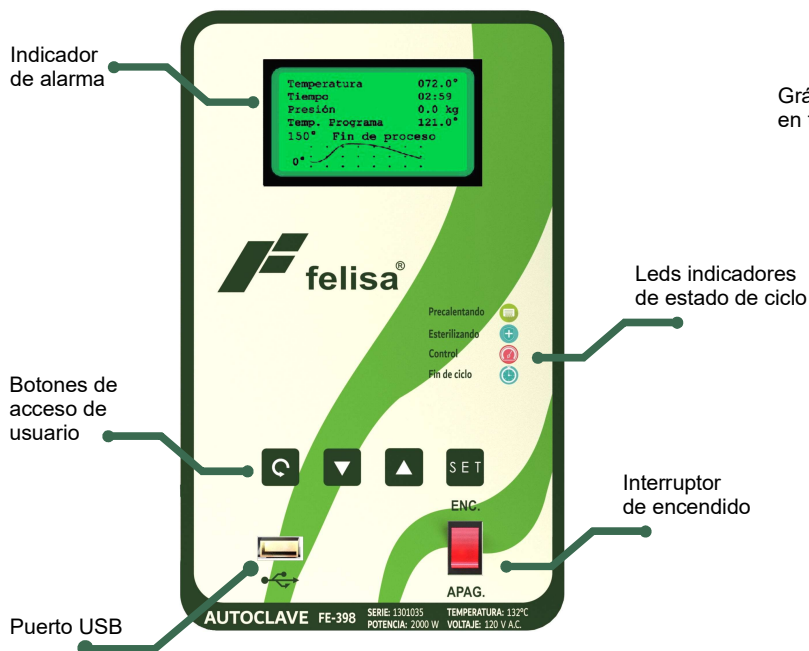 Indicador
de alarma
Temperatura 072.0°
Tiempo 02:59
Presión 0.0 kg
Temp. Programa 121.0°
150° Fin de proceso
0°
Grá
en
felisa®
Leds indicadores
de estado de ciclo
Precalentando
Esterilizando
Control
Fin de ciclo
Botones de
acceso de
usuario
SET
ENC.
Interruptor
de encendido
APAG.
Puerto USB
AUTOCLAVE FE-398 SERIE: 1301035 TEMPERATURA: 132°C
POTENCIA: 2000 W VOLTAJE: 120 V A.C.